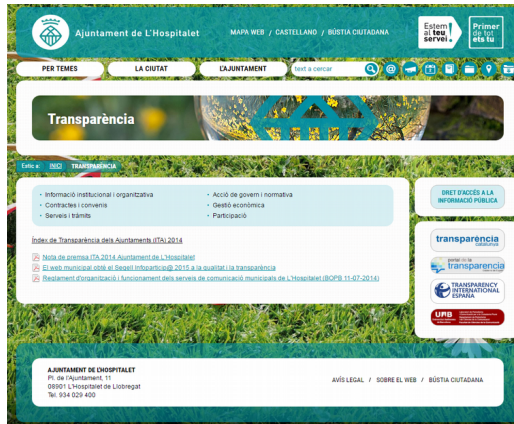 Ajuntament de L'Hospitalet
MAPA WEB / CASTELLANO / BÚSTIA CIUTADANA
Estem al teu servei.
Primer de tot ets tu
PER TEMES
LA CIUTAT
L'AJUNTAMENT
text a cercar
Transparència
Estic a: INICI TRANSPARÈNCIA
· Informació institucional i organitzativa
· Contractes i convenis
· Serveis i tràmits
· Acció de govern i normativa
· Gestió econòmica
· Participació
Índex de Transparència dels Ajuntaments (ITA) 2014
Nota de premsa ITA 2014 Ajuntament de L'Hospitalet
El web municipal obté el Segell Infoparticip@ 2015 a la qualitat i la transparència
Reglament d'organització i funcionament dels serveis de comunicació municipals de L'Hospitalet (BOPB 11-07-2014)
DRET D'ACCÉS A LA
INFORMACIÓ PÚBLICA
transparència
catalunya
portal de la
transparencia
TRANSPARENCY
INTERNATIONAL
ESPAÑA
UAB
AJUNTAMENT DE L'HOSPITALET
Pl. de l'Ajuntament, 11
08901 L'Hospitalet de Llobregat
Tel. 934 029 400
AVÍS LEGAL / SOBRE EL WEB / BÚSTIA CIUTADANA